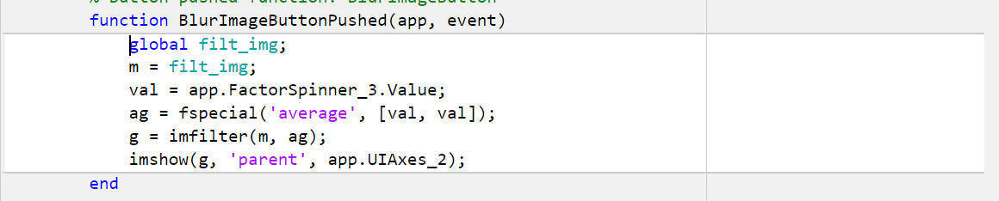 % Button pushed function: BlurImageButton
function BlurImageButtonPushed(app, event)
global filt_img;
m = filt_img;
val = app.FactorSpinner_3.Value;
ag = fspecial('average', [val, val]);
g = imfilter(m, ag);
imshow(g, 'parent', app.UIAxes_2);
end